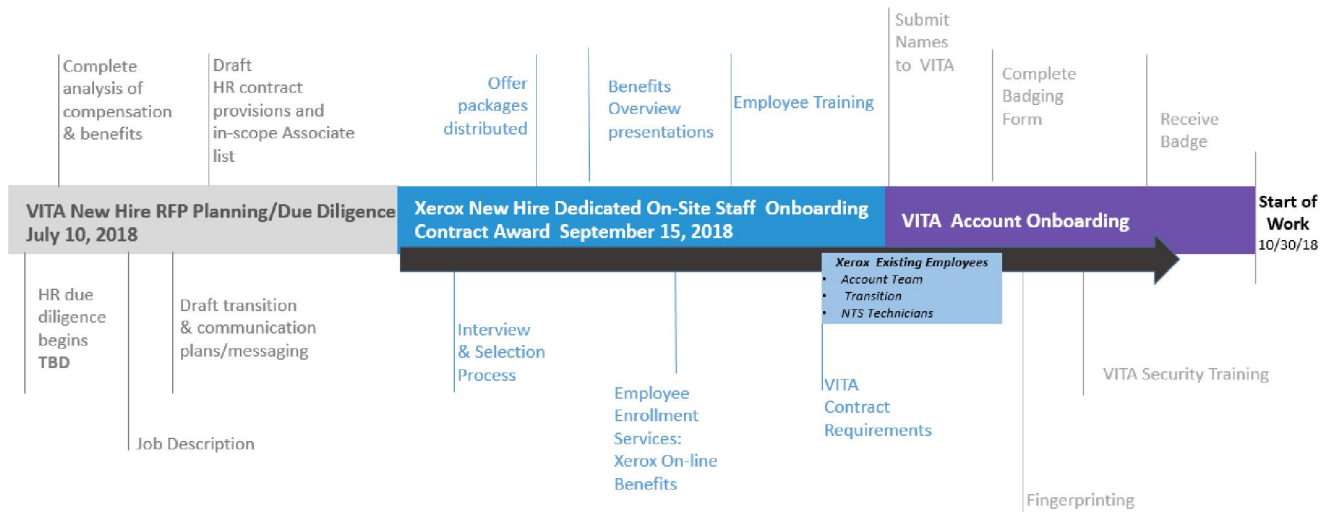 Complete
analysis of
compensation
& benefits
Draft
HR contract
provisions and
in-scope Associate
list
Offer
packages
distributed
Benefits
Overview
presentations
Employee Training
Submit
Names
to VITA
Complete
Badging
Form
Receive
Badge
VITA New Hire RFP Planning/Due Diligence
July 10, 2018
Xerox New Hire Dedicated On-Site Staff Onboarding
Contract Award September 15, 2018
VITA Account Onboarding
Start of
Work
10/30/18
Xerox Existing Employees
• Account Team
• Transition
• NTS Technicians
HR due
diligence
begins
TBD
Job Description
Draft transition
& communication
plans/messaging
Interview
& Selection
Process
Employee
Enrollment
Services:
Xerox On-line
Benefits
VITA
Contract
Requirements
Fingerprinting
VITA Security Training